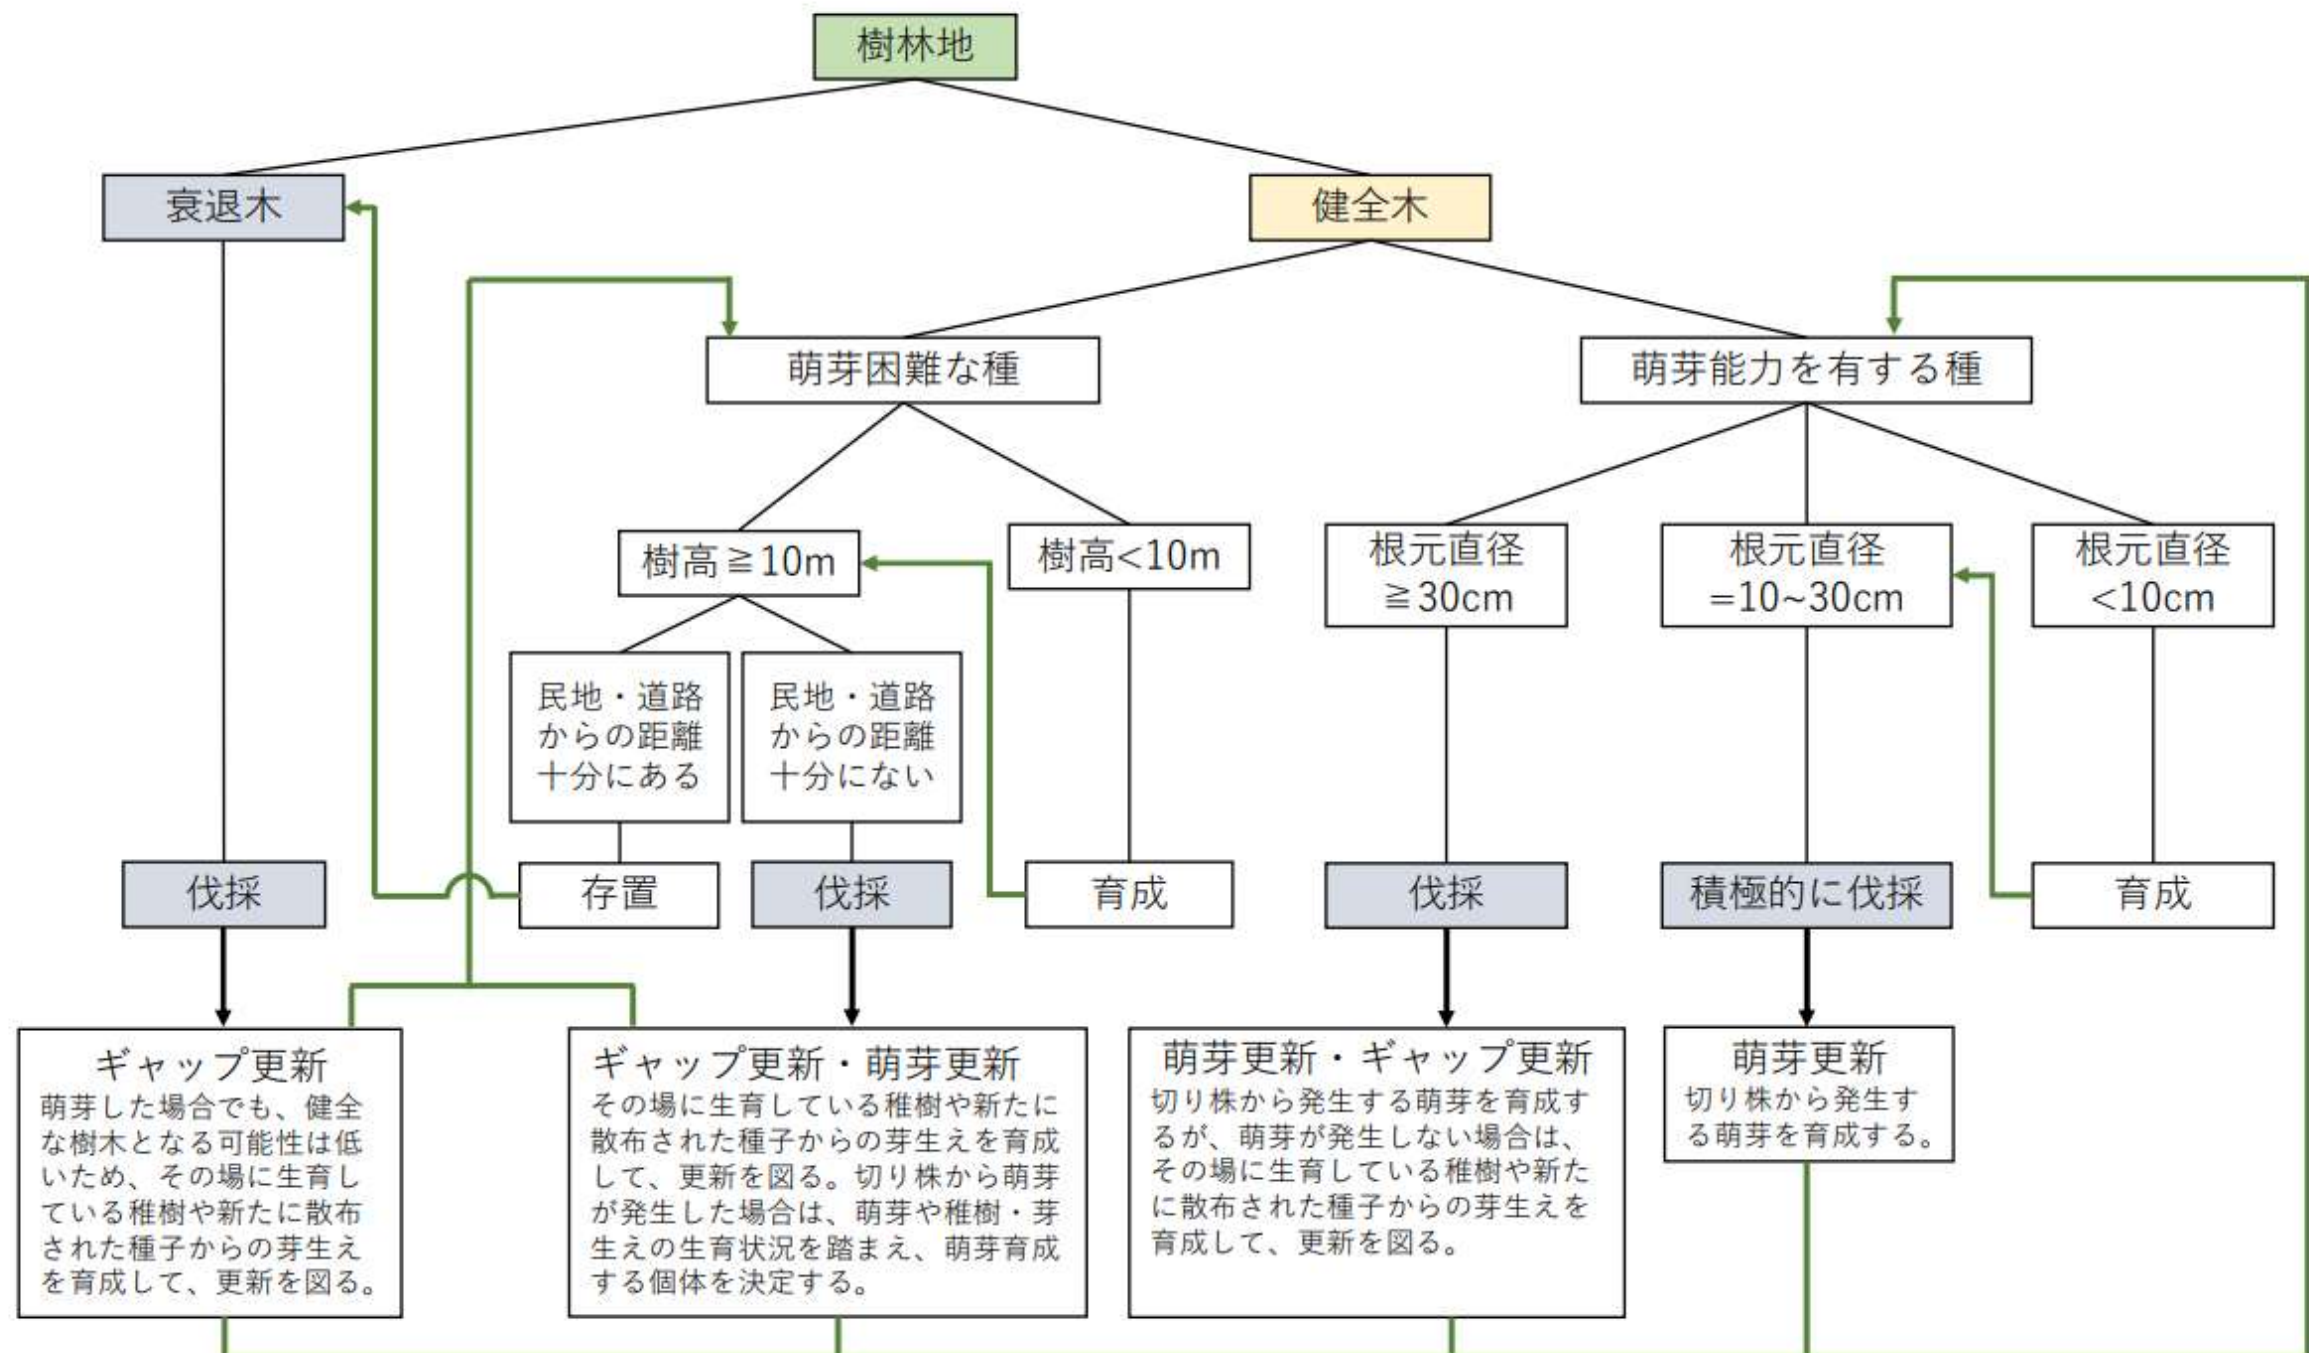 樹林地
衰退木
健全木
萌芽困難な種
萌芽能力を有する種
樹高≧10m
樹高<10m
根元直径
≧30cm
根元直径
=10~30cm
根元直径
<10cm
民地・道路
からの距離
十分にある
民地・道路
からの距離
十分にない
伐採
存置
伐採
育成
伐採
積極的に伐採
育成
ギャップ更新
萌芽した場合でも、健全
な樹木となる可能性は低
いため、その場に生育し
ている稚樹や新たに散布
された種子からの芽生え
を育成して、更新を図る。
ギャップ更新・萌芽更新
その場に生育している稚樹や新たに
散布された種子からの芽生えを育成
して、更新を図る。切り株から萌芽
が発生した場合は、萌芽や稚樹・芽
生えの生育状況を踏まえ、萌芽育成
する個体を決定する。
萌芽更新・ギャップ更新
切り株から発生する萌芽を育成す
るが、萌芽が発生しない場合は、
その場に生育している稚樹や新た
に散布された種子からの芽生えを
育成して、更新を図る。
萌芽更新
切り株から発生す
る萌芽を育成する。